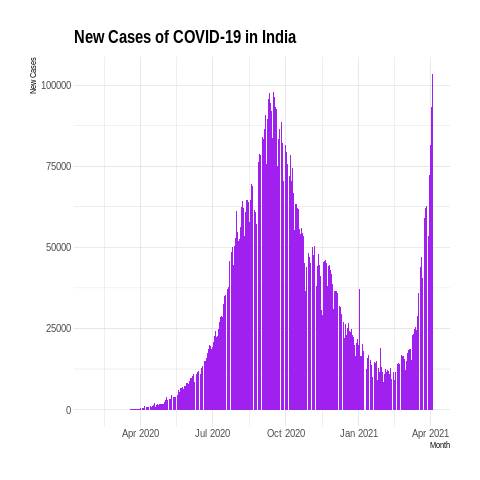 New Cases of COVID-19 in India
New Cases
100000
75000
50000
25000
0
Apr 2020 Jul 2020 Oct 2020 Jan 2021 Apr 2021
Month